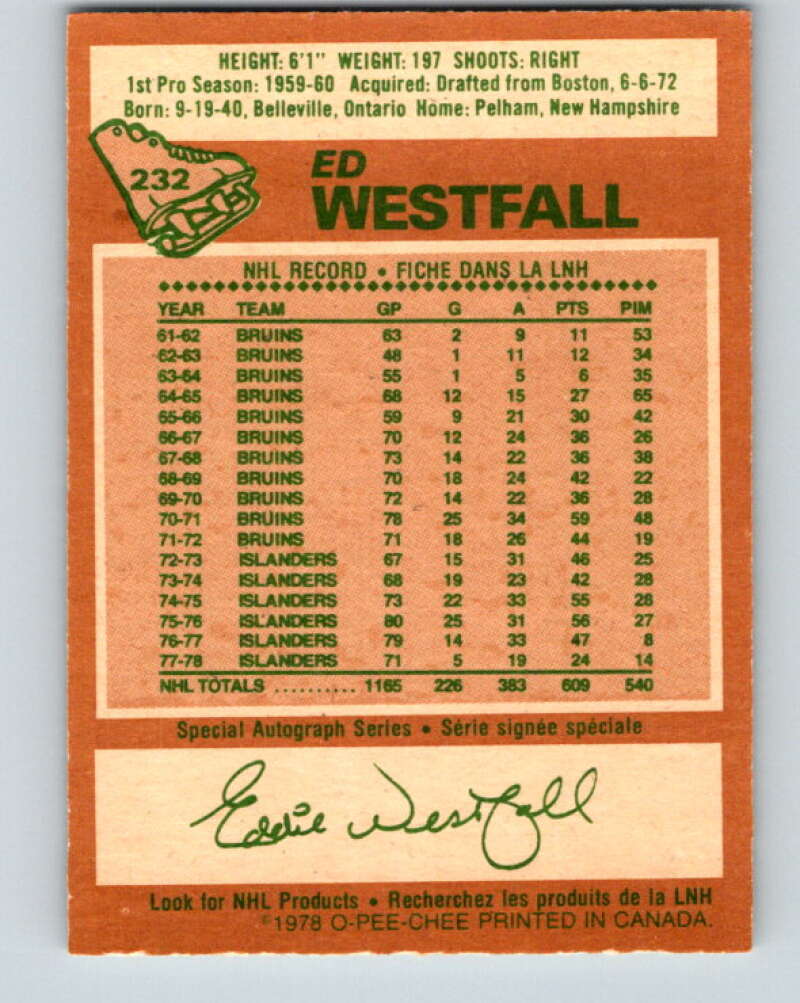 HEIGHT: 6'1" WEIGHT: 197 SHOOTS: RIGHT
1st Pro Season: 1959-60 Acquired: Drafted from Boston, 6-6-72
Born: 9-19-40, Belleville, Ontario Home: Pelham, New Hampshire
232
ED
WESTFALL
NHL RECORD • FICHE DANS LA LNH
YEAR TEAM GP G A PTS PIM
61-62 BRUINS 63 2 9 11 53
62-63 BRUINS 48 1 11 12 34
63-64 BRUINS 55 1 5 6 35
64-65 BRUINS 68 12 15 27 65
65-66 BRUINS 59 9 21 30 42
66-67 BRUINS 70 12 24 36 26
67-68 BRUINS 73 14 22 36 38
68-69 BRUINS 70 18 24 42 22
69-70 BRUINS 72 14 22 36 28
70-71 BRUINS 78 25 34 59 48
71-72 BRUINS 71 18 26 44 19
72-73 ISLANDERS 67 15 31 46 25
73-74 ISLANDERS 68 19 23 42 28
74-75 ISLANDERS 73 22 33 55 28
75-76 ISLANDERS 80 25 31 56 27
76-77 ISLANDERS 79 14 33 47 8
77-78 ISLANDERS 71 5 19 24 14
NHL TOTALS .......... 1165 226 383 609 540
Special Autograph Series • Série signée spéciale
Eddie Westfall
Look for NHL Products • Recherchez les produits de la LNH
©1978 O-PEE-CHEE PRINTED IN CANADA.